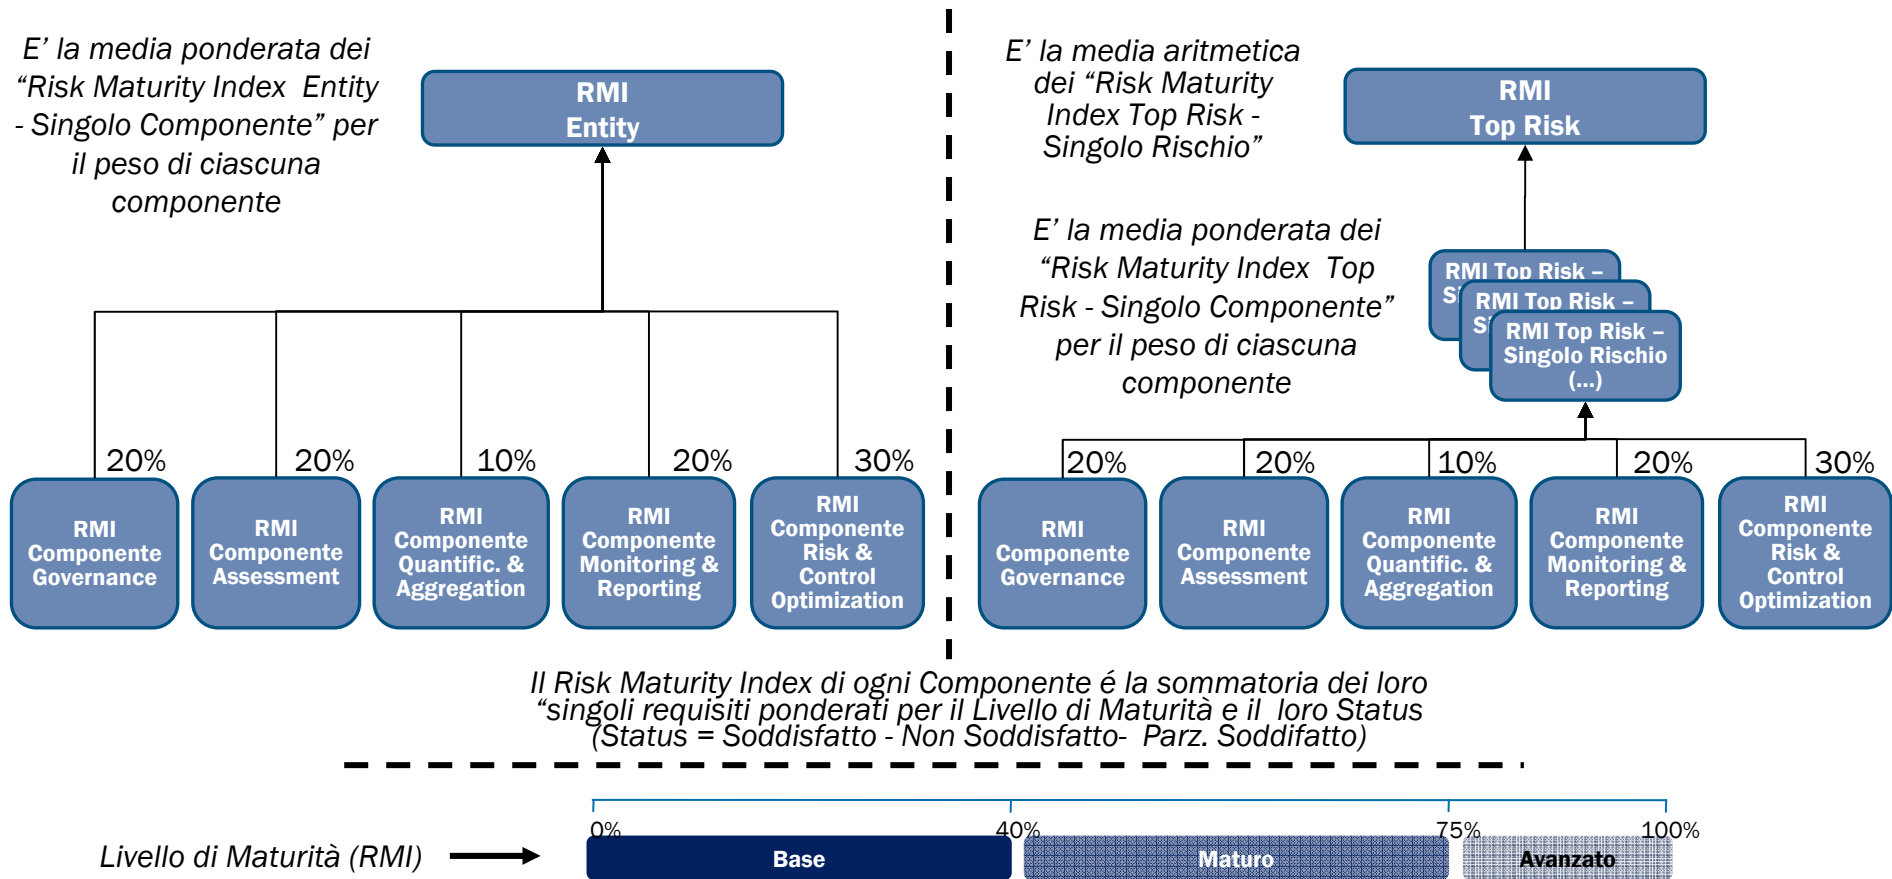 E' la media ponderata dei
“Risk Maturity Index Entity
- Singolo Componente” per
il peso di ciascuna
componente
RMI
Entity
20%
20%
10%
20%
30%
RMI
Componente
Governance
RMI
Componente
Assessment
RMI
Componente
Quantific. &
Aggregation
RMI
Componente
Monitoring &
Reporting
RMI
Componente
Risk &
Control
Optimization
E' la media aritmetica
dei “Risk Maturity
Index Top Risk -
Singolo Rischio”
RMI
Top Risk
E' la media ponderata dei
“Risk Maturity Index Top
Risk - Singolo Componente”
per il peso di ciascuna
componente
RMI Top Risk –
S
RMI Top Risk –
S
RMI Top Risk –
Singolo Rischio
(...)
20%
20%
10%
20%
30%
RMI
Componente
Governance
RMI
Componente
Assessment
RMI
Componente
Quantific. &
Aggregation
RMI
Componente
Monitoring &
Reporting
RMI
Componente
Risk &
Control
Optimization
Il Risk Maturity Index di ogni Componente é la sommatoria dei loro
“singoli requisiti ponderati per il Livello di Maturità e il loro Status
(Status = Soddisfatto - Non Soddisfatto- Parz. Soddifatto)
0%
40%
75%
100%
Livello di Maturità (RMI)
Base
Maturo
Avanzato